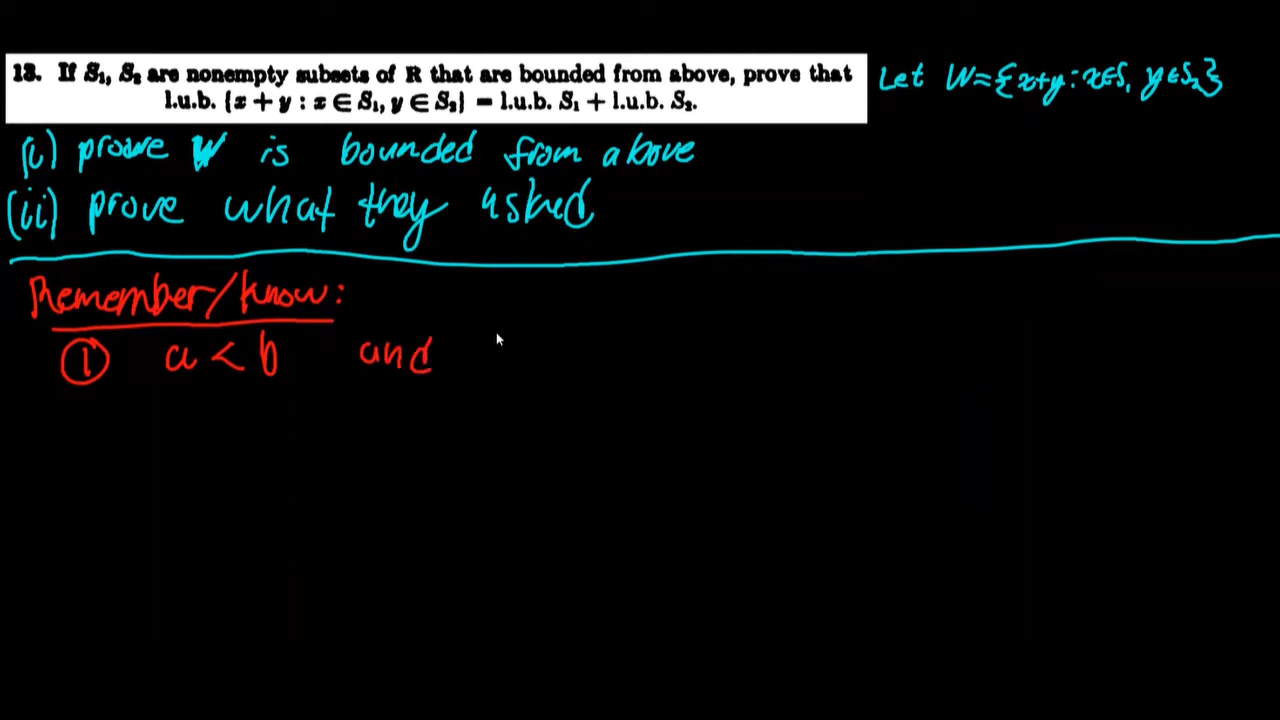 13. If S₁, S₂ are nonempty subsets of R that are bounded from above, prove that
l.u.b. {x + y : x ∈ S₁, y ∈ S₂} = l.u.b. S₁ + l.u.b. S₂.
Let W={x+y: x∈S₁ y∈S₂}
(i) prove W is bounded from above
(ii) prove what they asked
Remember/know:
① a < b and